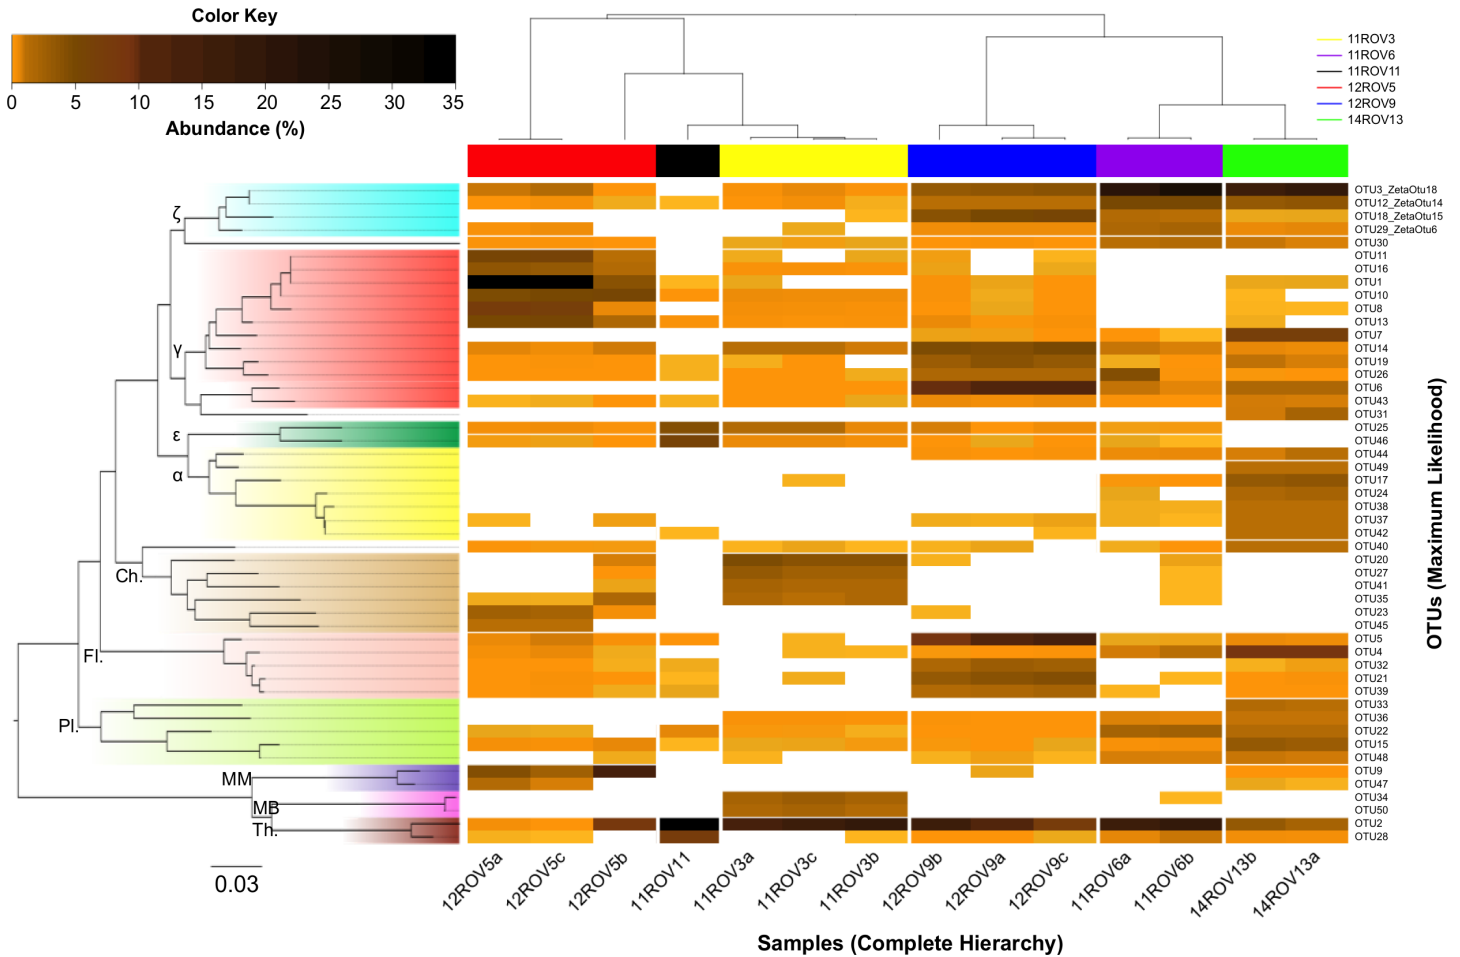 Color Key
0 5 10 15 20 25 30 35
Abundance (%)
11ROV3
11ROV6
11ROV11
12ROV5
12ROV9
14ROV13
ζ
γ
ε
α
Ch.
Fl.
Pl.
MM
MB
Th.
0.03
OTU3_ZetaOtu18
OTU12_ZetaOtu14
OTU18_ZetaOtu15
OTU29_ZetaOtu6
OTU30
OTU11
OTU16
OTU1
OTU10
OTU8
OTU13
OTU7
OTU14
OTU19
OTU26
OTU6
OTU43
OTU31
OTU25
OTU46
OTU44
OTU49
OTU17
OTU24
OTU38
OTU37
OTU42
OTU40
OTU20
OTU27
OTU41
OTU35
OTU23
OTU45
OTU5
OTU4
OTU32
OTU21
OTU39
OTU33
OTU36
OTU22
OTU15
OTU48
OTU9
OTU47
OTU34
OTU50
OTU2
OTU28
OTUs (Maximum Likelihood)
12ROV5a 12ROV5c 12ROV5b 11ROV11 11ROV3a 11ROV3c 11ROV3b 12ROV9b 12ROV9a 12ROV9c 11ROV6a 11ROV6b 14ROV13b 14ROV13a
Samples (Complete Hierarchy)